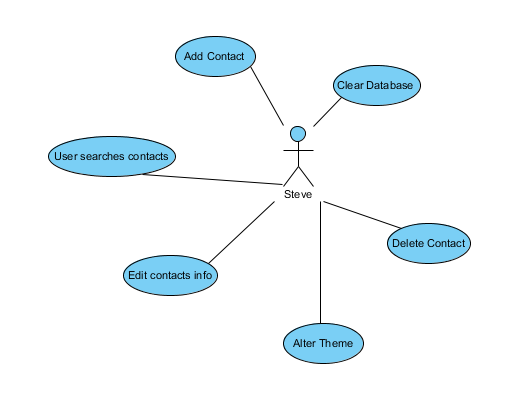 Add Contact
Clear Database
User searches contacts
Steve
Delete Contact
Edit contacts info
Alter Theme